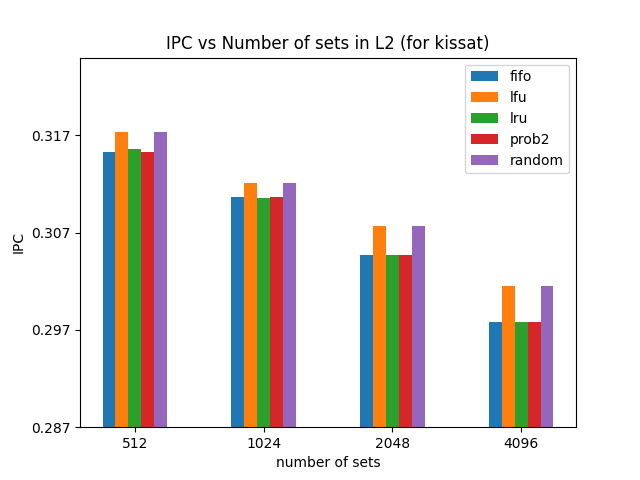 IPC vs Number of sets in L2 (for kissat)
fifo
lfu
lru
prob2
random
0.317
0.307
0.297
0.287
IPC
512 1024 2048 4096
number of sets